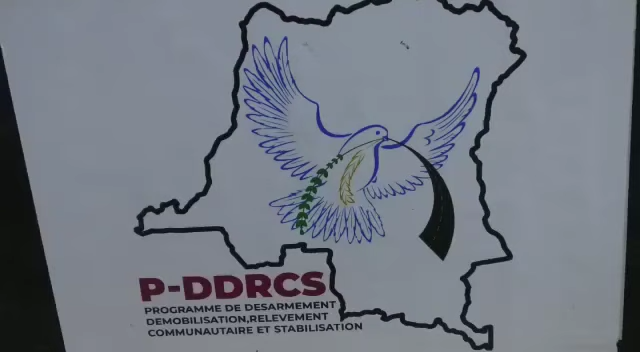 P-DDRCS
PROGRAMME DE DESARMEMENT
DEMOBILISATION,RELEVEMENT
COMMUNAUTAIRE ET STABILISATION